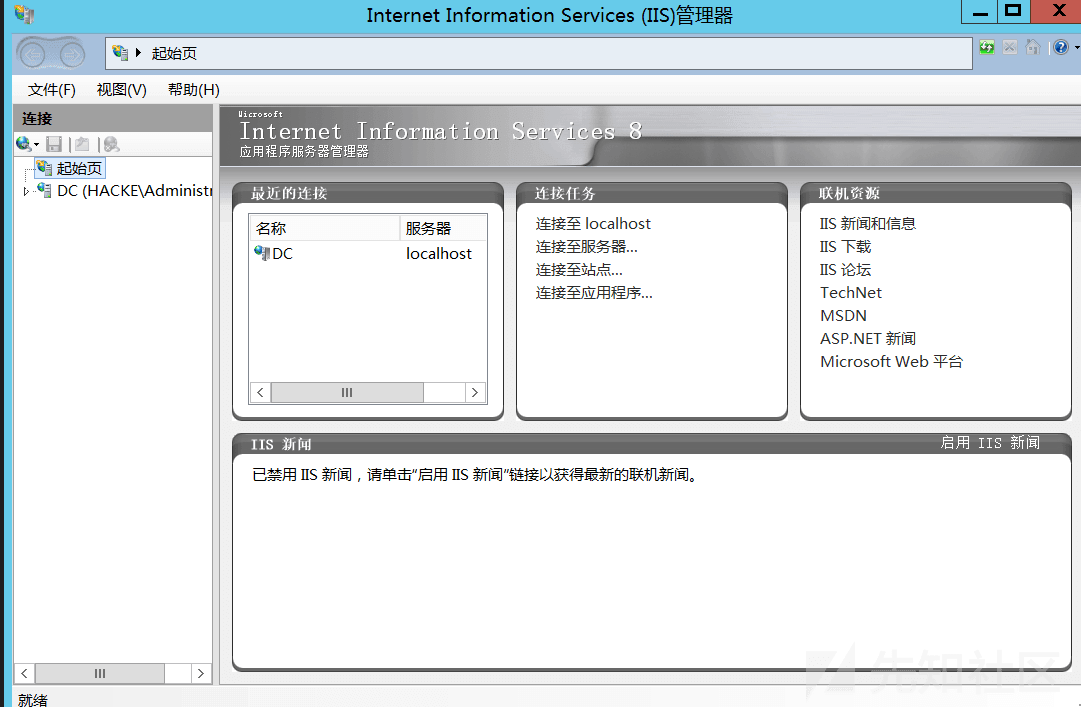 Internet Information Services (IIS)管理器
起始页
文件(F) 视图(V) 帮助(H)
连接
起始页
DC (HACKE\Administr
Microsoft
Internet Information Services 8
应用程序服务器管理器
最近的连接
名称 服务器
DC localhost
连接任务
连接至 localhost
连接至服务器...
连接至站点...
连接至应用程序...
联机资源
IIS 新闻和信息
IIS 下载
IIS 论坛
TechNet
MSDN
ASP.NET 新闻
Microsoft Web 平台
IIS 新闻 启用 IIS 新闻
已禁用 IIS 新闻，请单击“启用 IIS 新闻”链接以获得最新的联机新闻。
先知社区
就绪